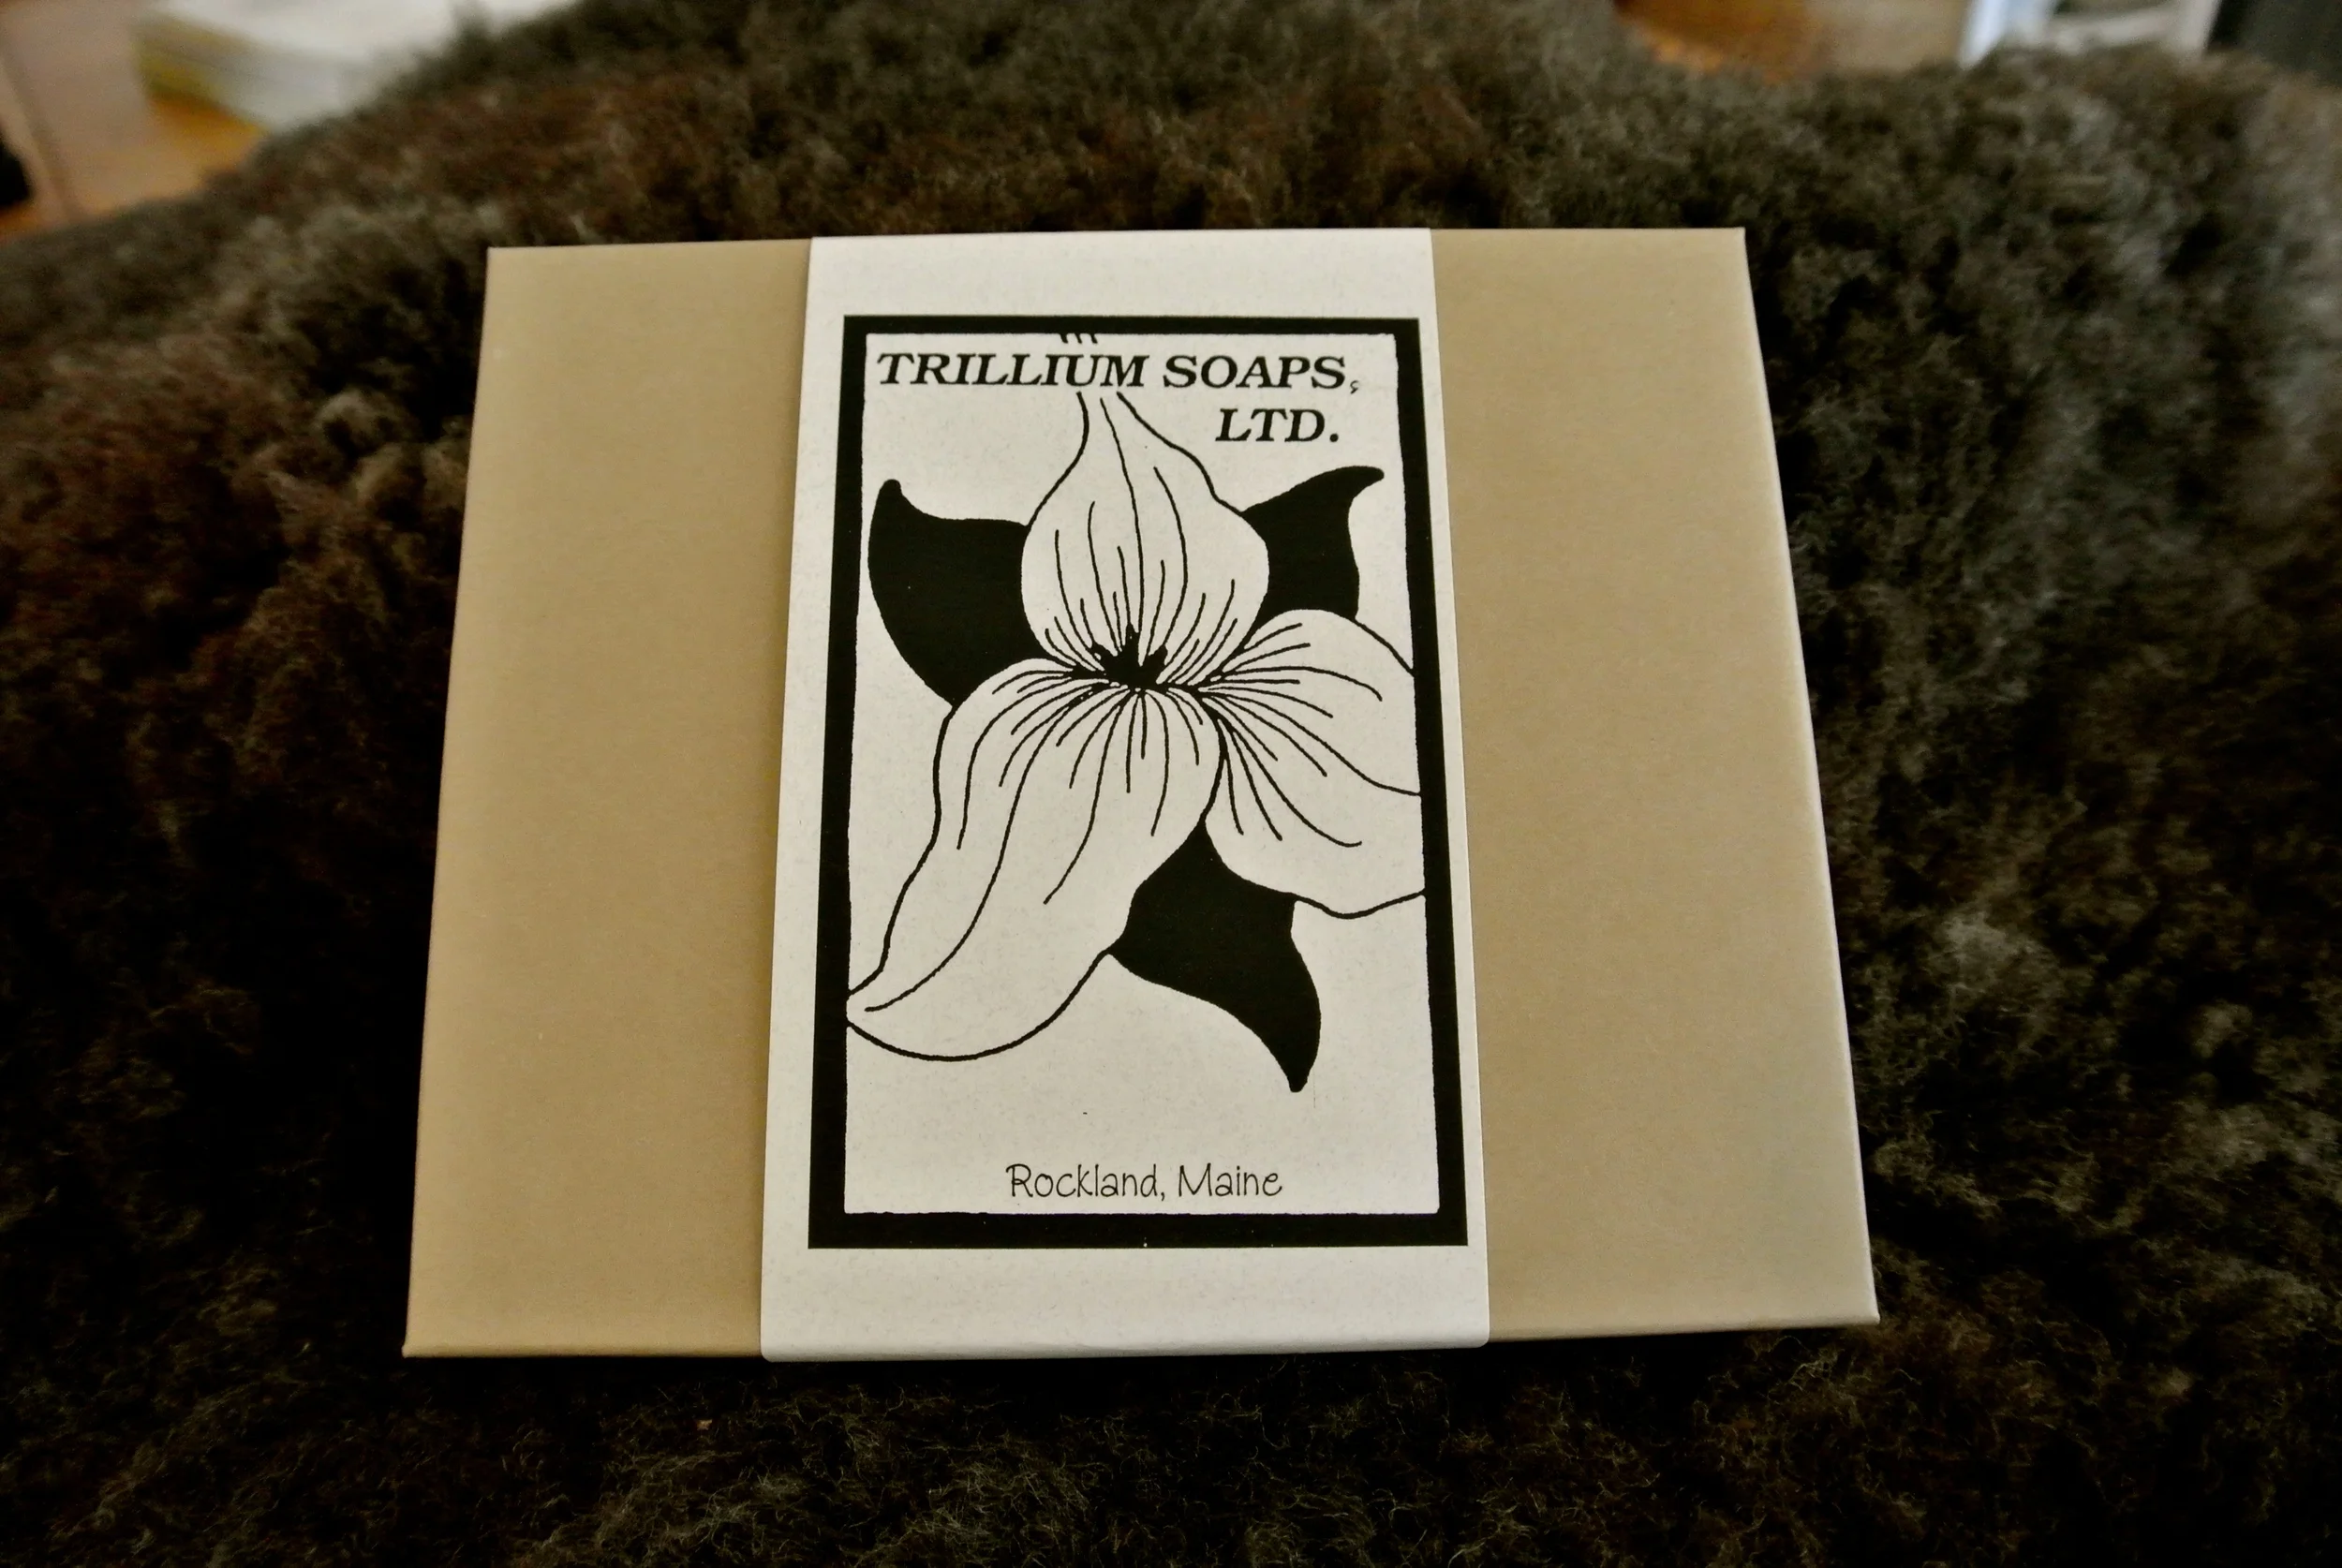 TRILLIUM SOAPS,
LTD.
Rockland, Maine